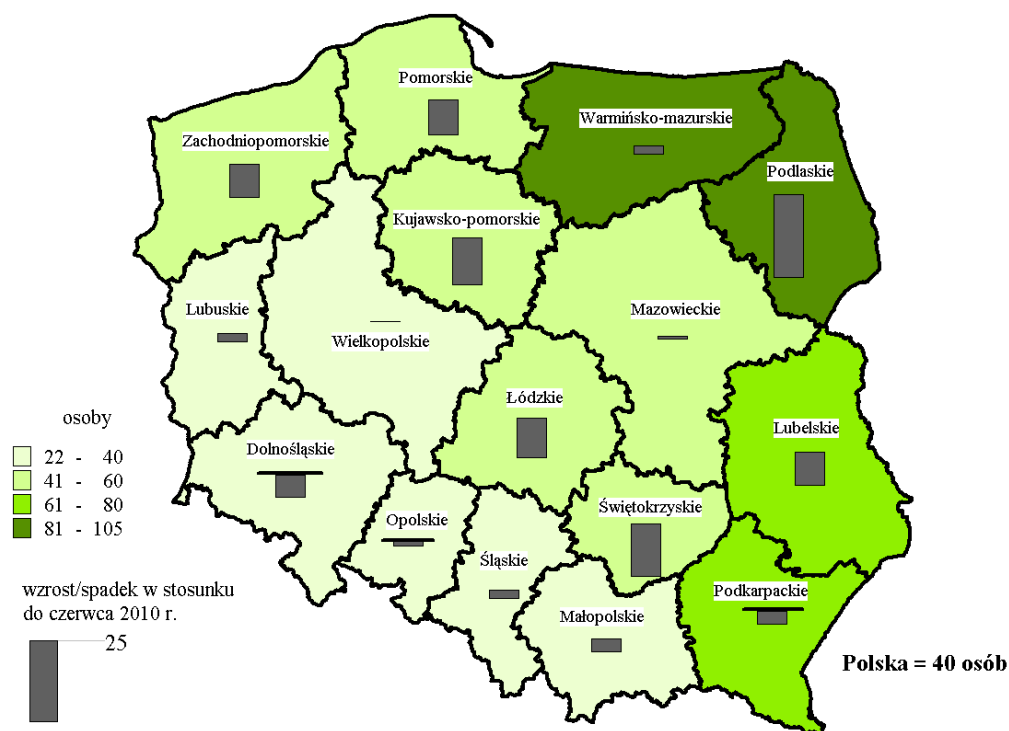 Pomorskie
Warmińsko-mazurskie
Zachodniopomorskie
Podlaskie
Kujawsko-pomorskie
Lubuskie
Mazowieckie
Wielkopolskie
Łódzkie
osoby
22 - 40
41 - 60
61 - 80
81 - 105
Dolnośląskie
Lubelskie
Opolskie
Świętokrzyskie
Śląskie
Podkarpackie
Małopolskie
wzrost/spadek w stosunku
do czerwca 2010 r.
25
Polska = 40 osób